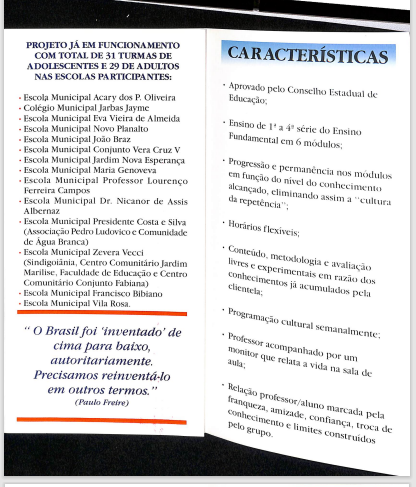 PROJETO JÁ EM FUNCIONAMENTO
COM TOTAL DE 31 TURMAS DE
ADOLESCENTES E 29 DE ADULTOS
NAS ESCOLAS PARTICIPANTES:
• Escola Municipal Acary dos P. Oliveira
• Colégio Municipal Jarbas Jayme
• Escola Municipal Eva Vieira de Almeida
• Escola Municipal Novo Planalto
• Escola Municipal João Braz
• Escola Municipal Conjunto Vera Cruz V
• Escola Municipal Jardim Nova Esperança
• Escola Municipal Maria Genoveva
• Escola Municipal Professor Lourenço
Ferreira Campos
• Escola Municipal Dr. Nicanor de Assis
Albernaz
• Escola Municipal Presidente Costa e Silva
(Associação Pedro Ludovico e Comunidade
de Água Branca)
• Escola Municipal Zevera Vecci
(Sindigoiânia, Centro Comunitário Jardim
Marilise, Faculdade de Educação e Centro
Comunitário Conjunto Fabiana)
• Escola Municipal Francisco Bibiano
• Escola Municipal Vila Rosa.
“ O Brasil foi ‘inventado’ de
cima para baixo,
autoritariamente.
Precisamos reinventá-lo
em outros termos.”
(Paulo Freire)
CARACTERÍSTICAS
• Aprovado pelo Conselho Estadual de
Educação;
• Ensino de 1ª a 4ª série do Ensino
Fundamental em 6 módulos;
• Progressão e permanência nos módulos
em função do nível do conhecimento
alcançado, eliminando assim a “cultura
da repetência”;
• Horários flexíveis;
• Conteúdo, metodologia e avaliação
livres e experimentais em razão dos
conhecimentos já acumulados pela
clientela;
• Programação cultural semanalmente;
• Professor acompanhado por um
monitor que relata a vida na sala de
aula;
• Relação professor/aluno marcada pela
franqueza, amizade, confiança, troca de
conhecimento e limites construídos
pelo grupo.